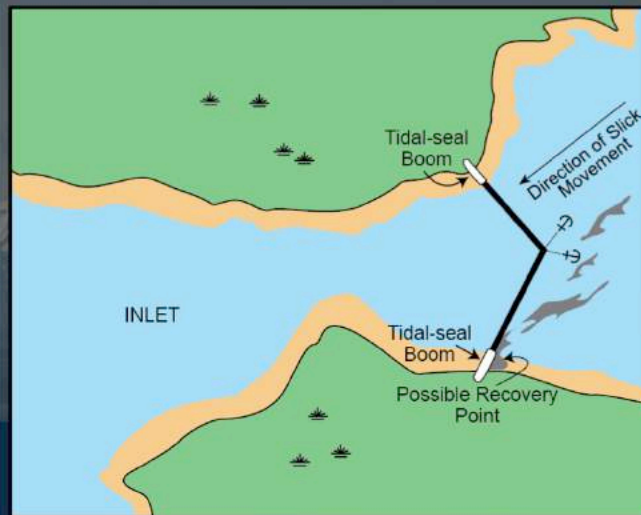 Tidal-seal
Boom
Direction of Slick
Movement
INLET
Tidal-seal
Boom
Possible Recovery
Point